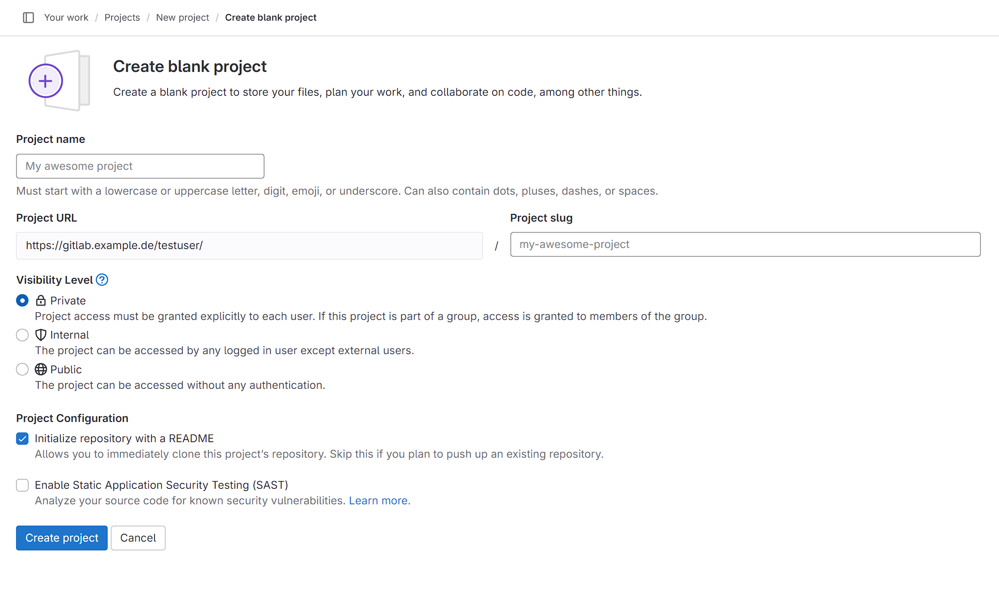 Your work / Projects / New project / Create blank project
Create blank project
Create a blank project to store your files, plan your work, and collaborate on code, among other things.
Project name
My awesome project
Must start with a lowercase or uppercase letter, digit, emoji, or underscore. Can also contain dots, pluses, dashes, or spaces.
Project URL
https://gitlab.example.de/testuser/
/
Project slug
my-awesome-project
Visibility Level ?
Private
Project access must be granted explicitly to each user. If this project is part of a group, access is granted to members of the group.
Internal
The project can be accessed by any logged in user except external users.
Public
The project can be accessed without any authentication.
Project Configuration
Initialize repository with a README
Allows you to immediately clone this project’s repository. Skip this if you plan to push up an existing repository.
Enable Static Application Security Testing (SAST)
Analyze your source code for known security vulnerabilities. Learn more.
Create project
Cancel